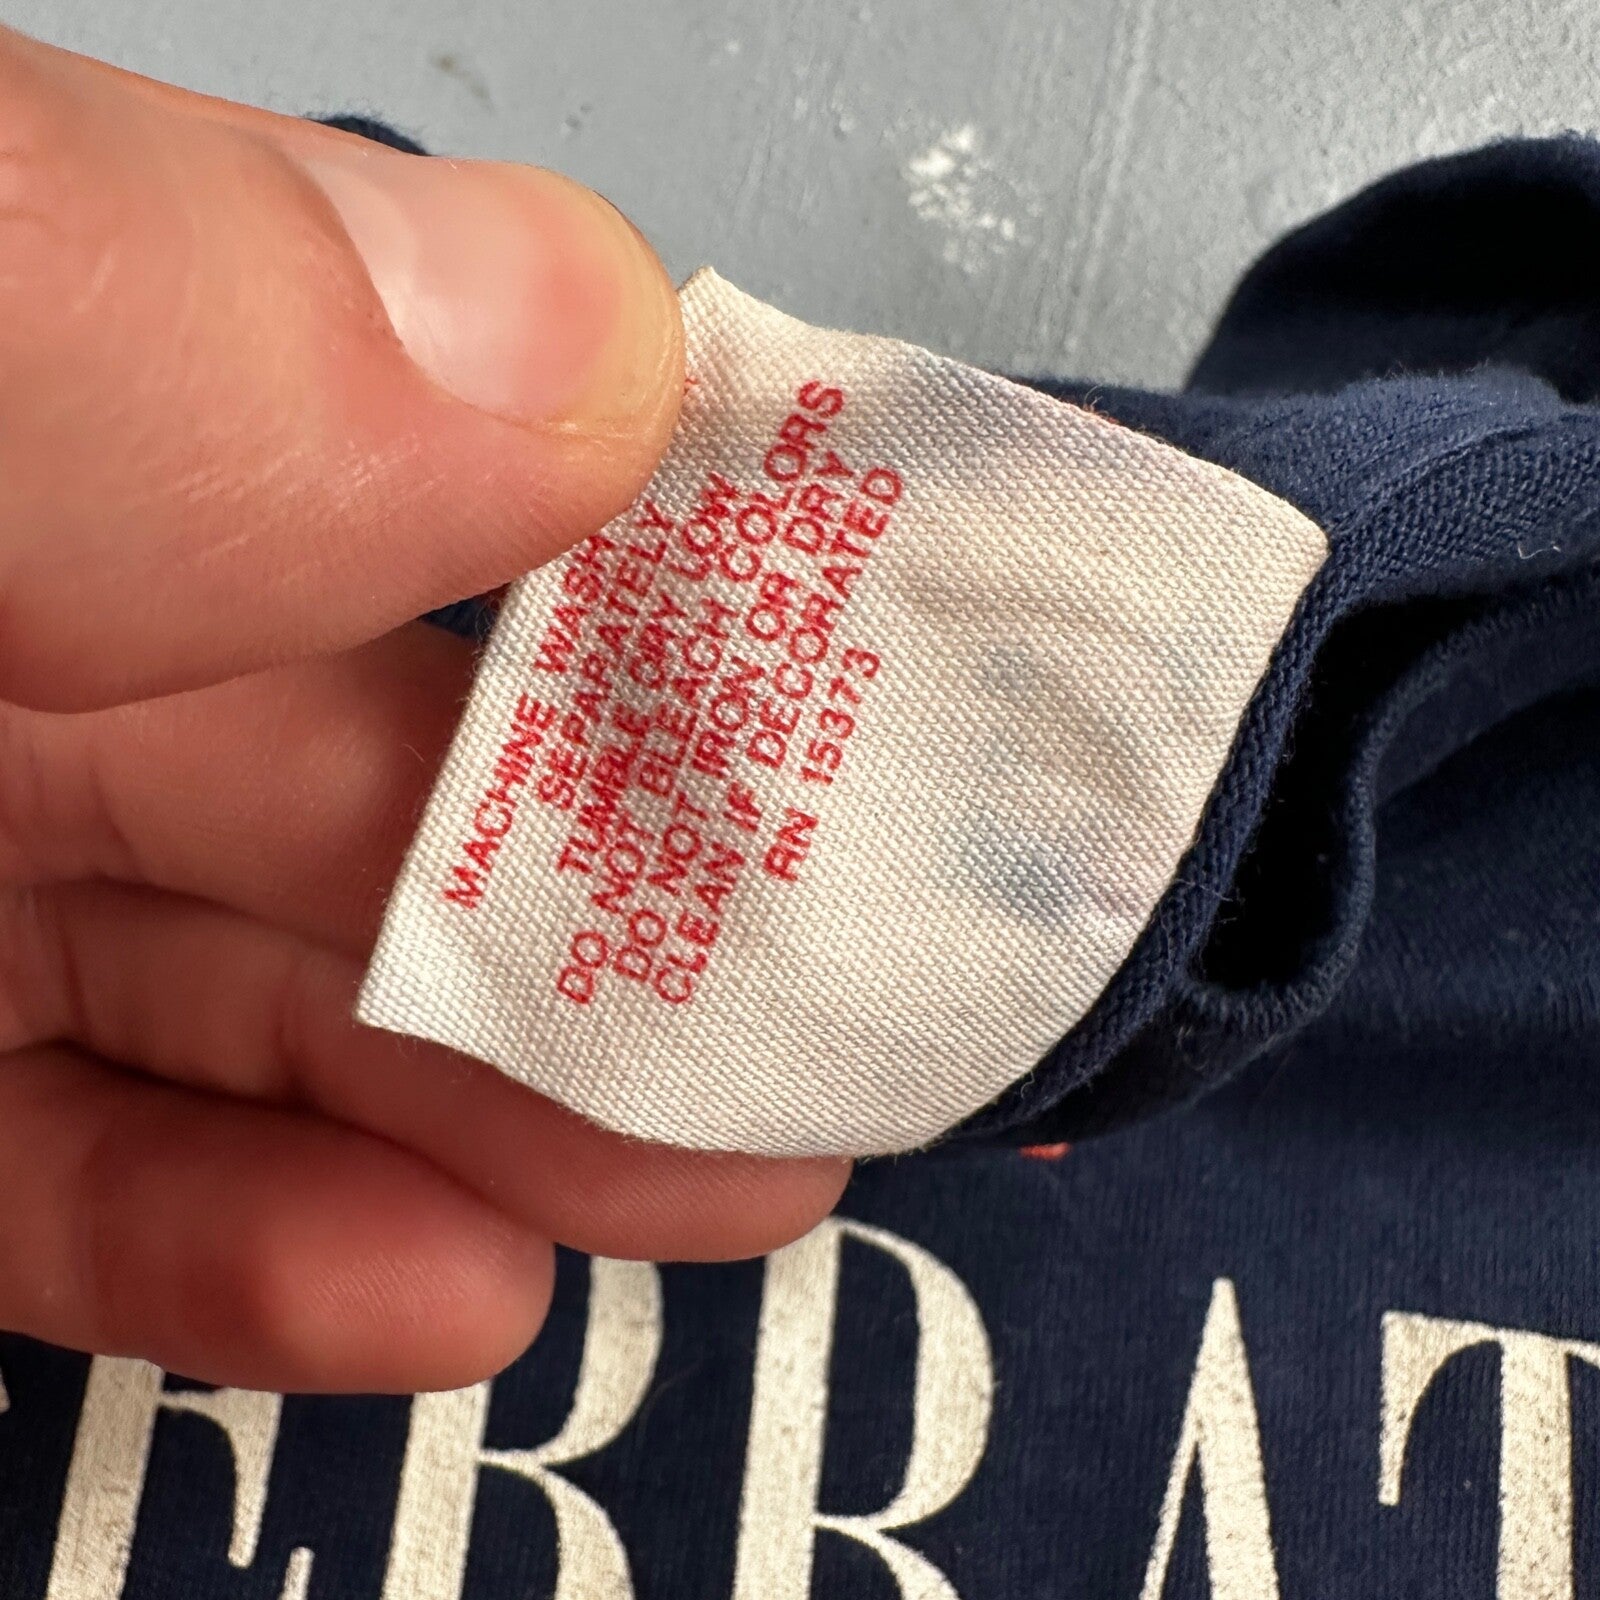 MACHINE WASH
SEPARATELY
TUMBLE DRY LOW
DO NOT BLEACH COLORS
DO NOT IRON OR DRY
CLEAN IF DECORATED
RN 15373